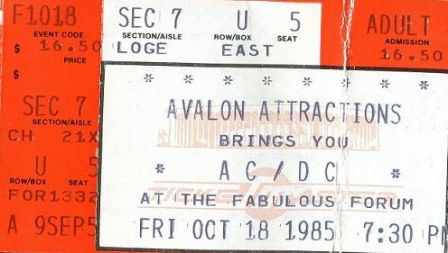 F1018 SEC 7 U 5 ADULT
EVENT CODE SECTION/AISLE ROW/BOX SEAT ADMISSION
$ 16.50 LOGE EAST 16.50
PRICE
SEC 7
SECTION/AISLE
CH 21X
U 5
ROW/BOX SEAT
FOR1332
A 9SEP5
* * * * * * * * *
AVALON ATTRACTIONS
BRINGS YOU
* AC/DC *
AT THE FABULOUS FORUM
FRI OCT 18 1985 7:30 PM